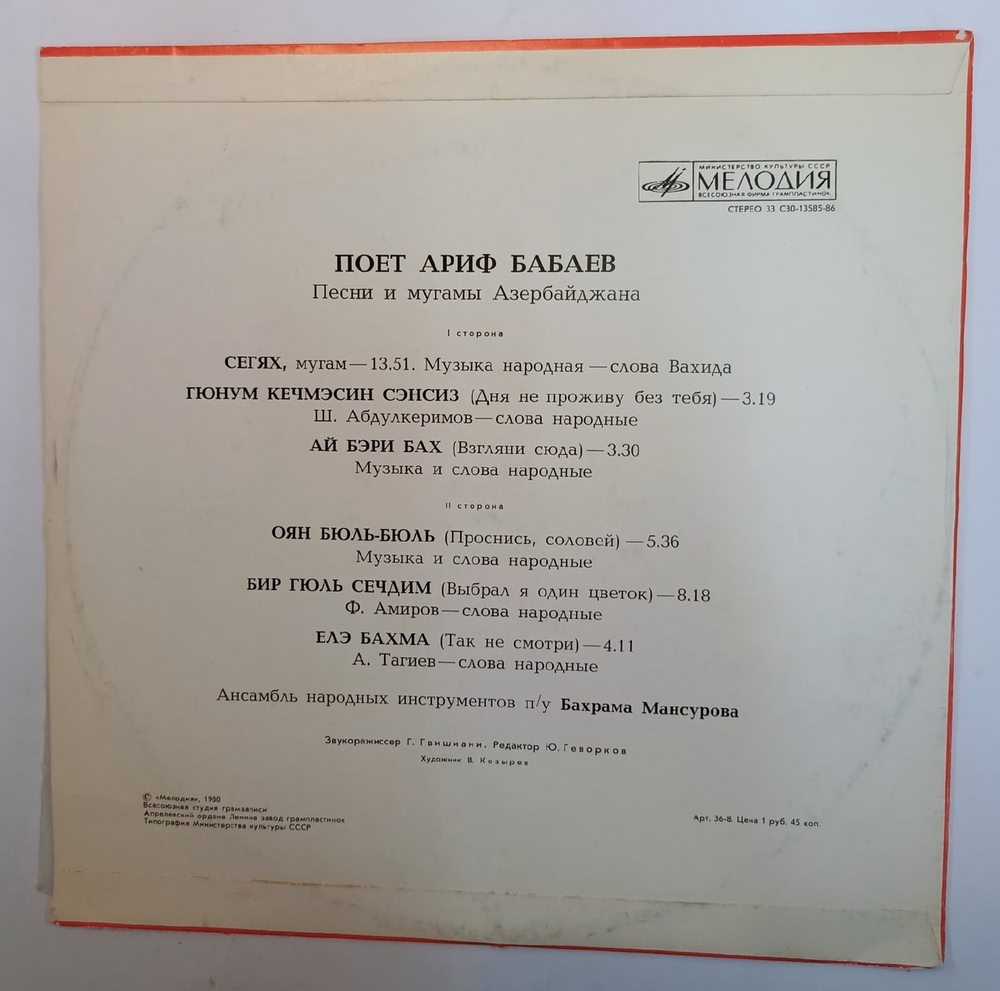 МИНИСТЕРСТВО КУЛЬТУРЫ СССР
МЕЛОДИЯ
ВСЕСОЮЗНАЯ ФИРМА ГРАМПЛАСТИНОК
СТЕРЕО 33 С30-13585-86
ПОЕТ АРИФ БАБАЕВ
Песни и мугамы Азербайджана
I сторона
СЕГЯХ, мугам—13.51. Музыка народная—слова Вахида
ГЮНУМ КЕЧМЭСИН СЭНСИЗ (Дня не проживу без тебя)—3.19
Ш. Абдулкеримов—слова народные
АЙ БЭРИ БАХ (Взгляни сюда)—3.30
Музыка и слова народные
II сторона
ОЯН БЮЛЬ-БЮЛЬ (Проснись, соловей)—5.36
Музыка и слова народные
БИР ГЮЛЬ СЕЧДИМ (Выбрал я один цветок)—8.18
Ф. Амиров—слова народные
ЕЛЭ БАХМА (Так не смотри)—4.11
А. Тагиев—слова народные
Ансамбль народных инструментов п/у Бахрама Мансурова
Звукорежиссер Г. Гвишиани. Редактор Ю. Геворков
Художник В. Козырев
© «Мелодия», 1980
Всесоюзная студия грамзаписи
Апрелевский ордена Ленина завод грампластинок
Типография Министерства культуры СССР
Арт. 36-8. Цена 1 руб. 45 коп.